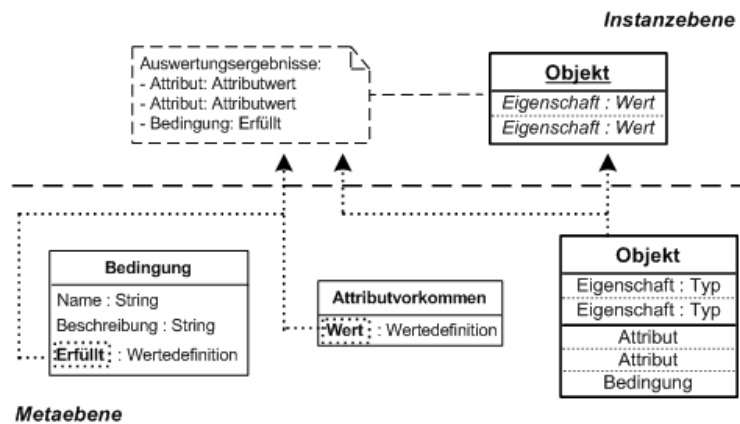 Instanzebene
Auswertungsergebnisse:
- Attribut: Attributwert
- Attribut: Attributwert
- Bedingung: Erfüllt
Objekt
Eigenschaft : Wert
Eigenschaft : Wert
Bedingung
Name : String
Beschreibung : String
Erfüllt : Wertedefinition
Attributvorkommen
Wert : Wertedefinition
Objekt
Eigenschaft : Typ
Eigenschaft : Typ
Attribut
Attribut
Bedingung
Metaebene